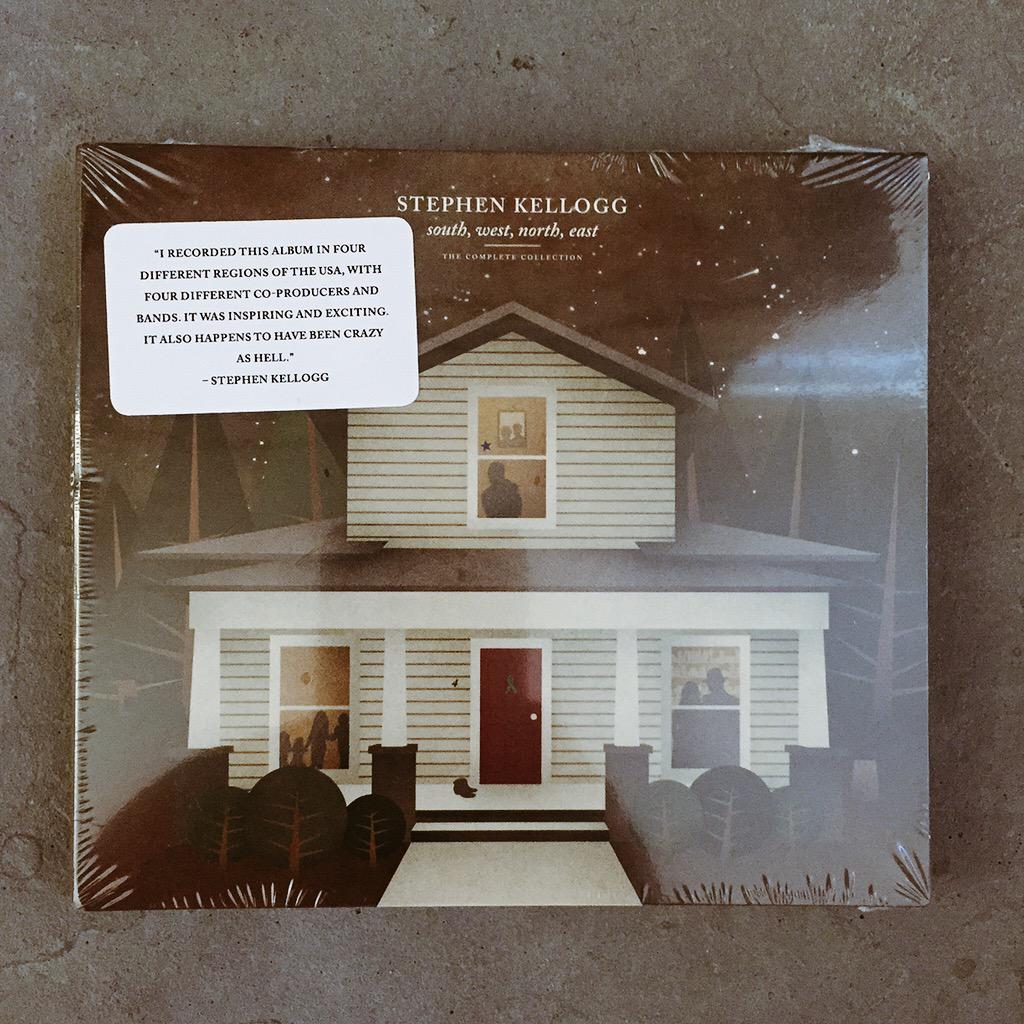 STEPHEN KELLOGG
south, west, north, east
THE COMPLETE COLLECTION
"I RECORDED THIS ALBUM IN FOUR
DIFFERENT REGIONS OF THE USA, WITH
FOUR DIFFERENT CO-PRODUCERS AND
BANDS. IT WAS INSPIRING AND EXCITING.
IT ALSO HAPPENS TO HAVE BEEN CRAZY
AS HELL."
– STEPHEN KELLOGG
4